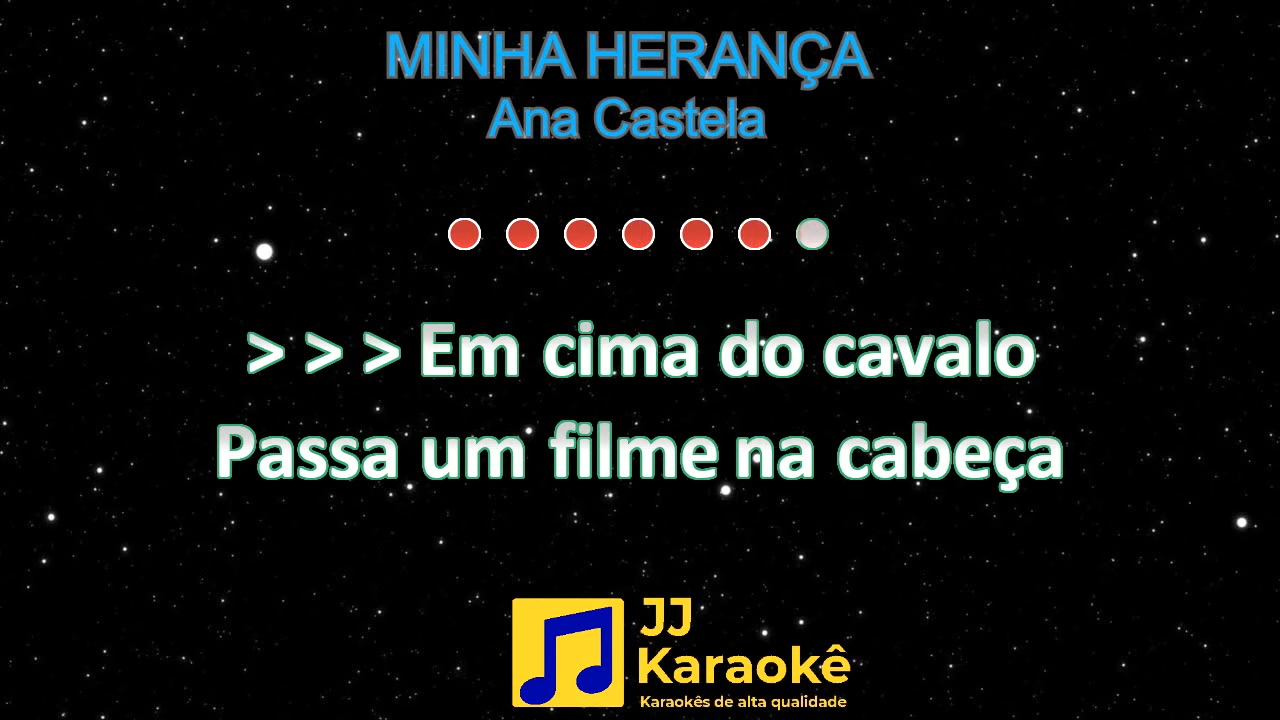 MINHA HERANÇA
Ana Castela
> > > Em cima do cavalo
Passa um filme na cabeça
JJ
Karaokê
Karaokês de alta qualidade